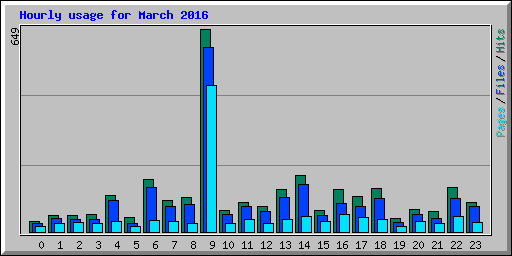 Hourly usage for March 2016
649
Pages/Files/Hits
0 1 2 3 4 5 6 7 8 9 10 11 12 13 14 15 16 17 18 19 20 21 22 23